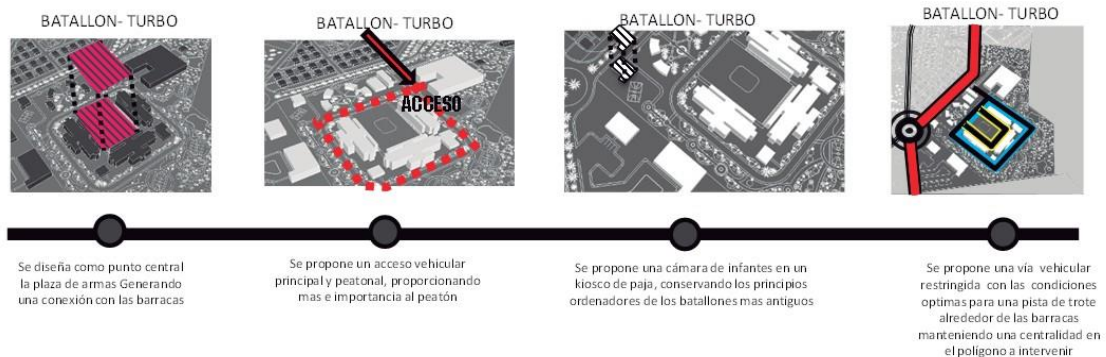 BATALLON- TURBO
BATALLON- TURBO
BATALLON- TURBO
BATALLON- TURBO
ACCESO
Se diseña como punto central
la plaza de armas Generando
una conexión con las barracas
Se propone un acceso vehicular
principal y peatonal, proporcionando
mas e importancia al peatón
Se propone una cámara de infantes en un
kiosco de paja, conservando los principios
ordenadores de los batallones mas antiguos
Se propone una vía vehicular
restringida con las condiciones
optimas para una pista de trote
alrededor de las barracas
manteniendo una centralidad en
el polígono a intervenir